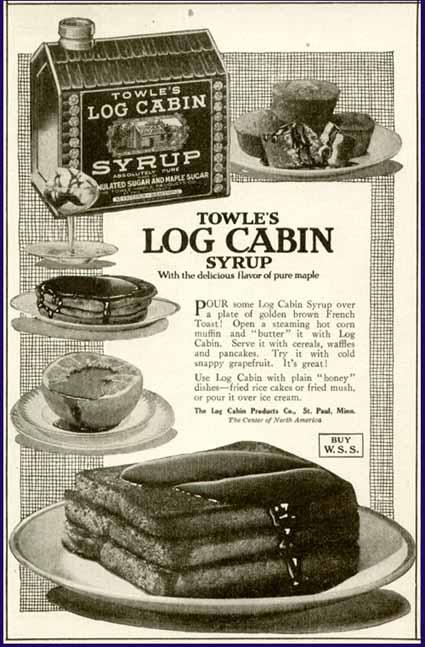 TOWLE'S
LOG CABIN
SYRUP
ABSOLUTELY PURE
ULATED SUGAR AND MAPLE SUGAR
TOWLE'S
LOG CABIN
SYRUP
With the delicious flavor of pure maple
POUR some Log Cabin Syrup over
a plate of golden brown French
Toast! Open a steaming hot corn
muffin and "butter" it with Log
Cabin. Serve it with cereals, waffles
and pancakes. Try it with cold
snappy grapefruit. It's great!
Use Log Cabin with plain "honey"
dishes—fried rice cakes or fried mush,
or pour it over ice cream.
The Log Cabin Products Co., St. Paul, Minn.
The Center of North America
BUY
W. S. S.